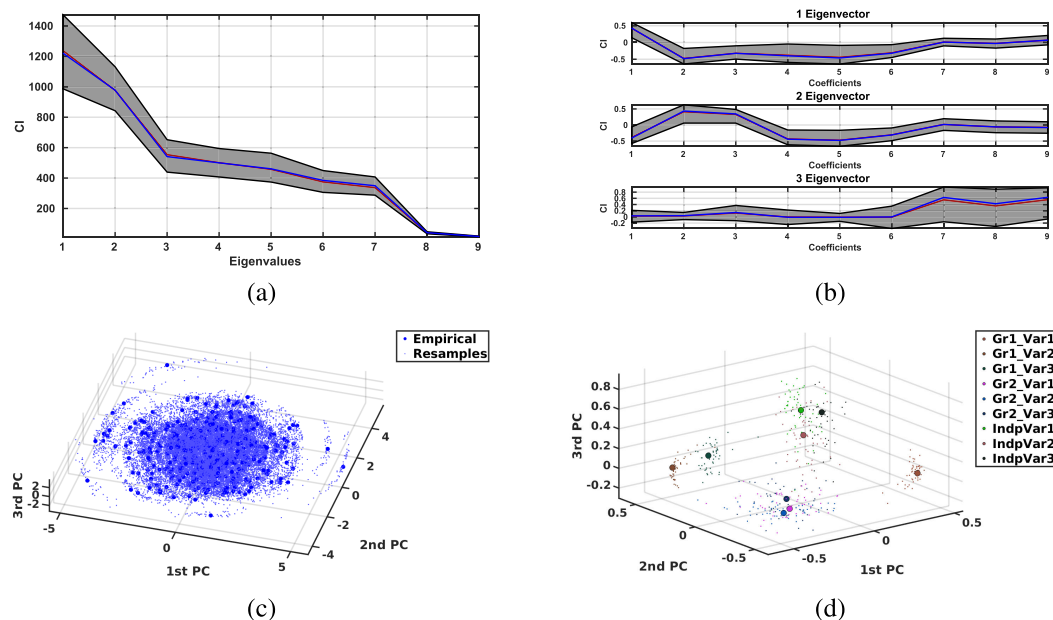 1400
1200
1000
800
600
400
200
CI
1 2 3 4 5 6 7 8 9
Eigenvalues
(a)
1 Eigenvector
0.5
0
-0.5
CI
1 2 3 4 5 6 7 8 9
Coefficients
2 Eigenvector
0.5
0
-0.5
CI
1 2 3 4 5 6 7 8 9
Coefficients
3 Eigenvector
0.8
0.6
0.4
0.2
0
-0.2
CI
1 2 3 4 5 6 7 8 9
Coefficients
(b)
Empirical
Resamples
3rd PC
2
0
-2
-5
0
5
1st PC
4
2
0
-2
-4
2nd PC
(c)
Gr1_Var1
Gr1_Var2
Gr1_Var3
Gr2_Var1
Gr2_Var2
Gr2_Var3
IndpVar1
IndpVar2
IndpVar3
3rd PC
0.8
0.6
0.4
0.2
0
-0.2
0.5
0
-0.5
2nd PC
-0.5
0
0.5
1st PC
(d)